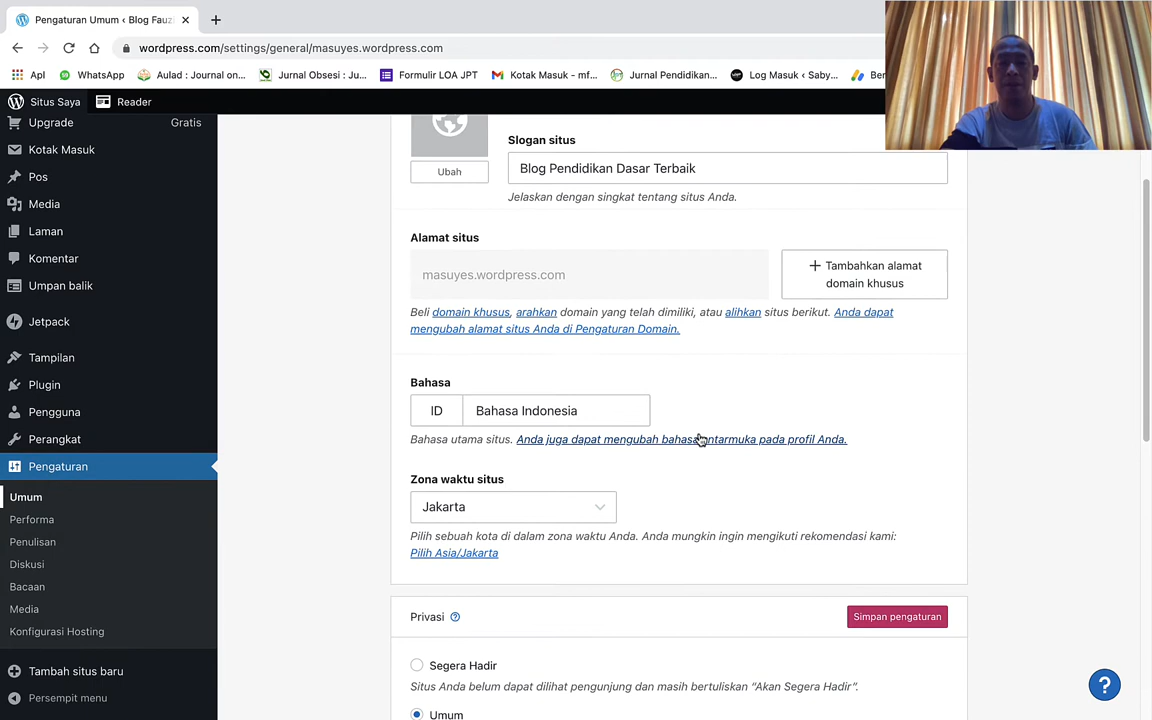 Pengaturan Umum ‹ Blog Fauzi
wordpress.com/settings/general/masuyes.wordpress.com
Apl
WhatsApp
Aulad : Journal on...
Jurnal Obsesi : Ju...
Formulir LOA JPT
Kotak Masuk - mf...
Jurnal Pendidikan...
Log Masuk ‹ Saby...
Situs Saya
Reader
Upgrade
Gratis
Kotak Masuk
Pos
Media
Laman
Komentar
Umpan balik
Jetpack
Tampilan
Plugin
Pengguna
Perangkat
Pengaturan
Umum
Performa
Penulisan
Diskusi
Bacaan
Media
Konfigurasi Hosting
Tambah situs baru
Persempit menu
Ubah
Slogan situs
Blog Pendidikan Dasar Terbaik
Jelaskan dengan singkat tentang situs Anda.
Alamat situs
masuyes.wordpress.com
+ Tambahkan alamat
domain khusus
Beli domain khusus, arahkan domain yang telah dimiliki, atau alihkan situs berikut. Anda dapat
mengubah alamat situs Anda di Pengaturan Domain.
Bahasa
ID
Bahasa Indonesia
Bahasa utama situs. Anda juga dapat mengubah bahasa antarmuka pada profil Anda.
Zona waktu situs
Jakarta
Pilih sebuah kota di dalam zona waktu Anda. Anda mungkin ingin mengikuti rekomendasi kami:
Pilih Asia/Jakarta
Privasi
Simpan pengaturan
Segera Hadir
Situs Anda belum dapat dilihat pengunjung dan masih bertuliskan “Akan Segera Hadir”.
Umum
?